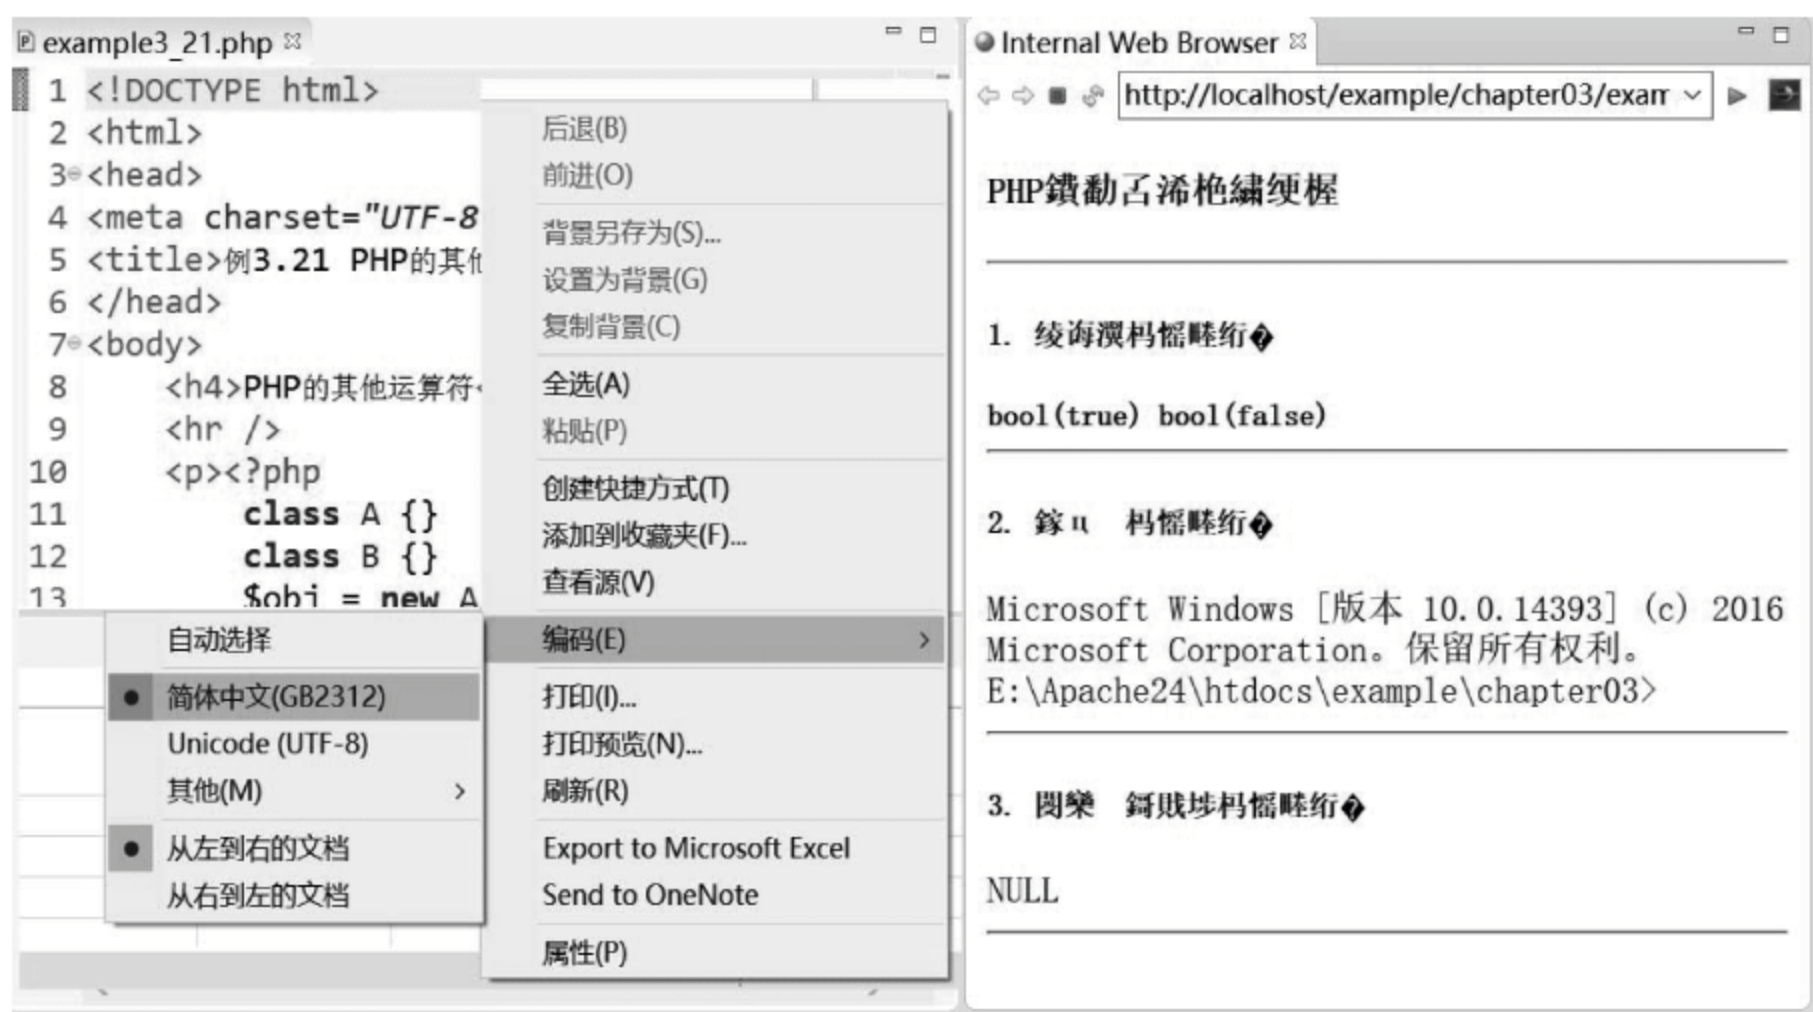 example3_21.php
1 <!DOCTYPE html>
2 <html>
3 <head>
4 <meta charset="UTF-8
5 <title>例3.21 PHP的其他
6 </head>
7 <body>
8 <h4>PHP的其他运算符
9 <hr />
10 <p><?php
11 class A {}
12 class B {}
13 $obj = new A
后退(B)
前进(O)
背景另存为(S)...
设置为背景(G)
复制背景(C)
全选(A)
粘贴(P)
创建快捷方式(T)
添加到收藏夹(F)...
查看源(V)
编码(E)
打印(I)...
打印预览(N)...
刷新(R)
Export to Microsoft Excel
Send to OneNote
属性(P)
自动选择
简体中文(GB2312)
Unicode (UTF-8)
其他(M)
从左到右的文档
从右到左的文档
Internal Web Browser
http://localhost/example/chapter03/exam
PHP
1.
bool(true) bool(false)
2.
Microsoft Windows [版本 10.0.14393] (c) 2016
Microsoft Corporation。保留所有权利。
E:\Apache24\htdocs\example\chapter03>
3.
NULL